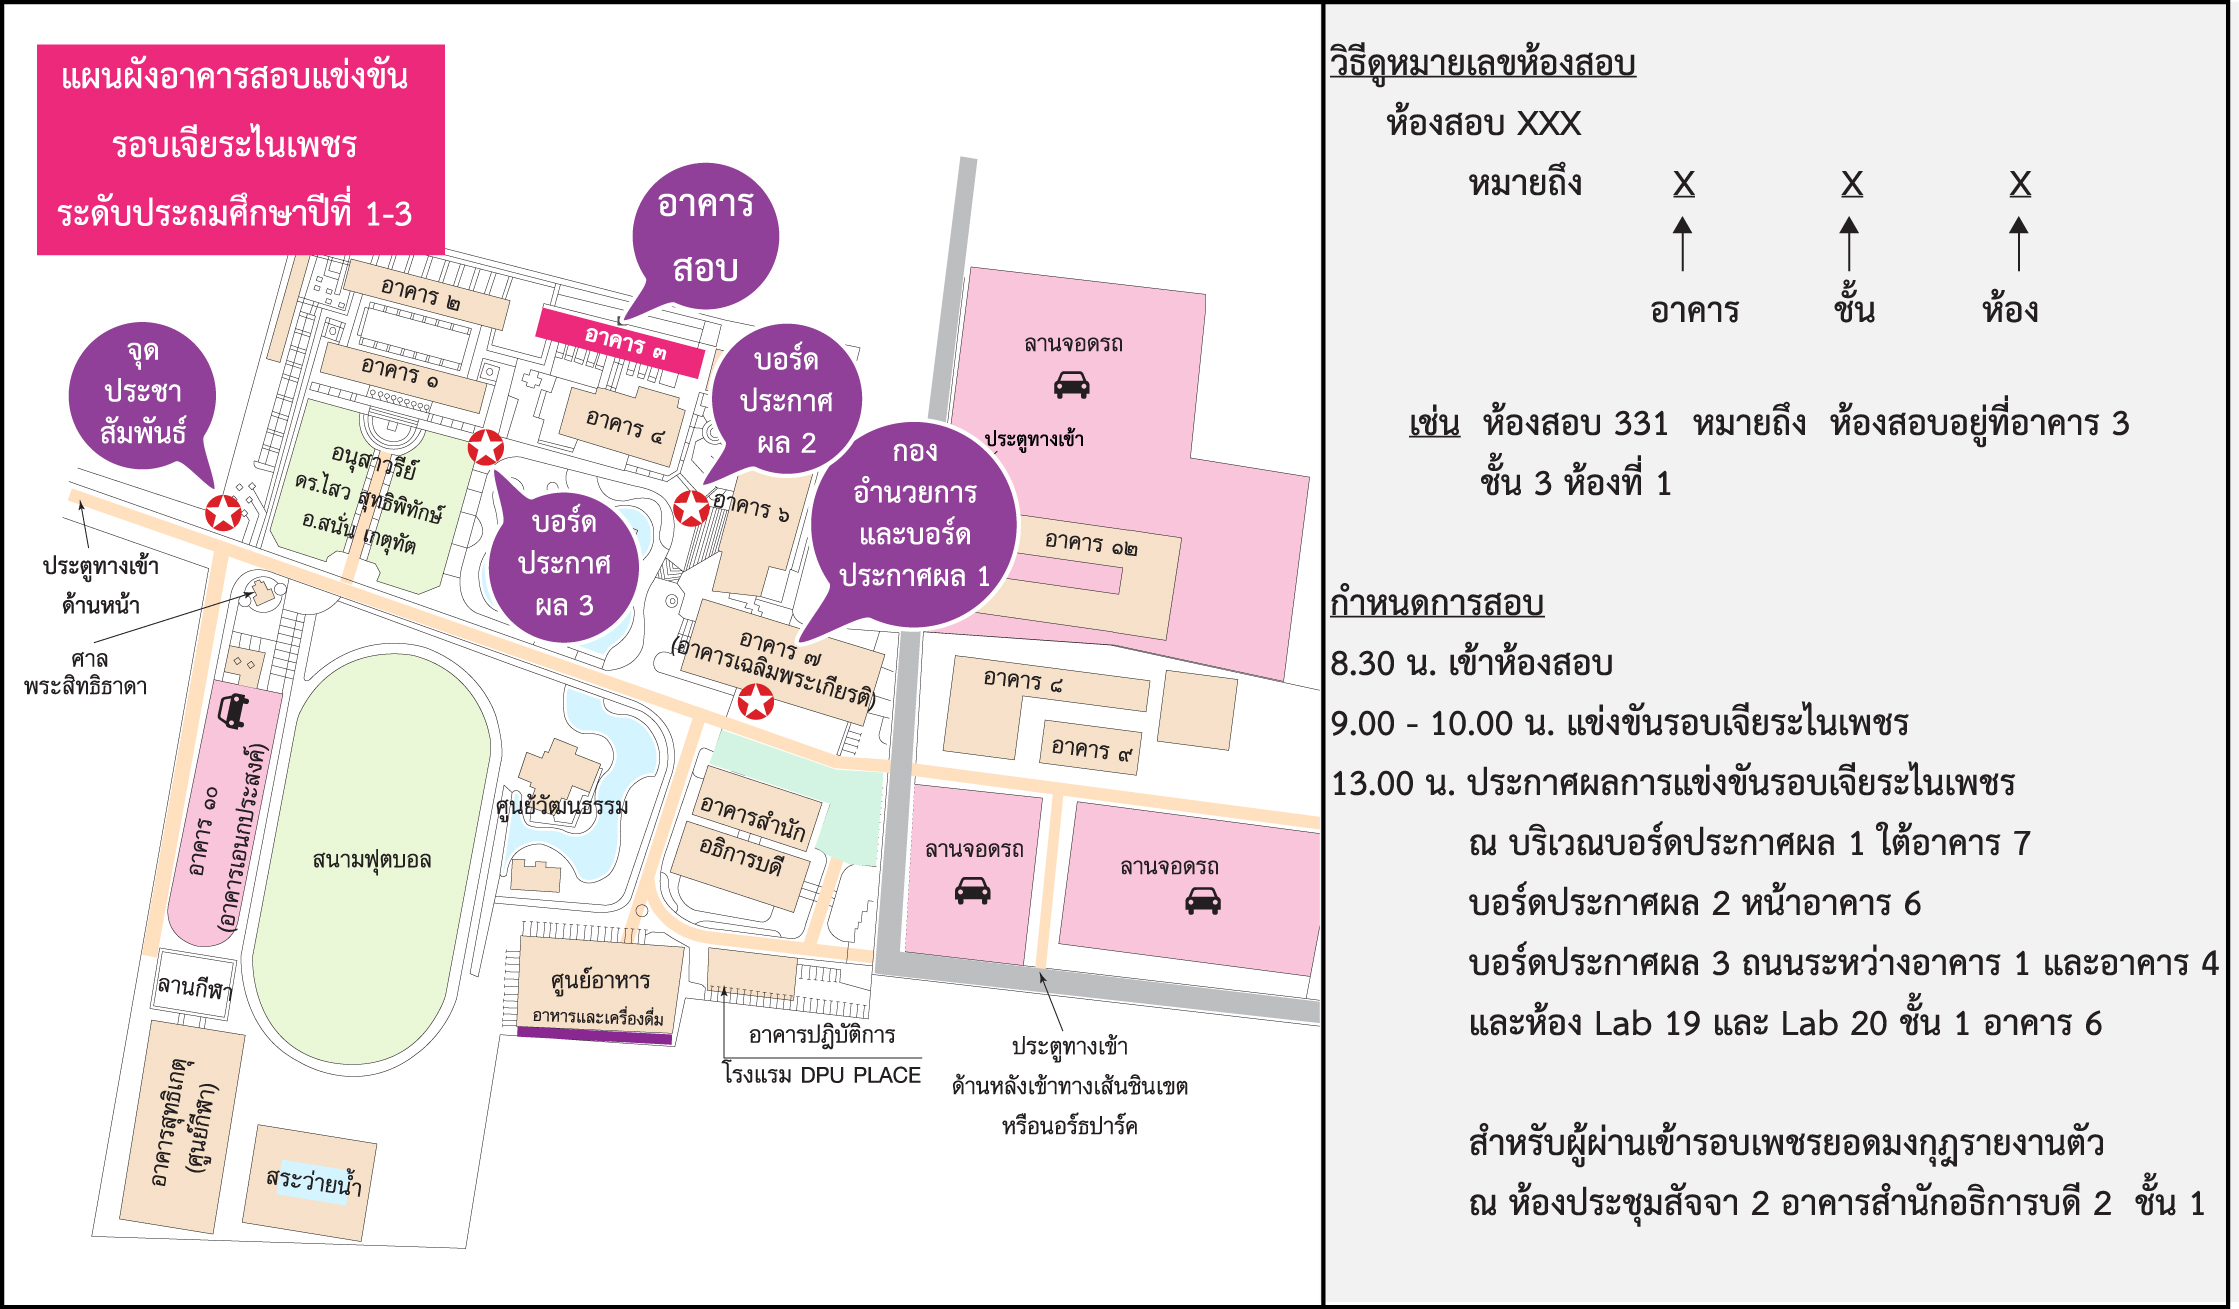 แผนผังอาคารสอบแข่งขัน
รอบเจียระไนเพชร
ระดับประถมศึกษาปีที่ 1-3
อาคาร
สอบ
อาคาร ๒
อาคาร ๓
อาคาร ๑
อาคาร ๔
จุด
ประชา
สัมพันธ์
บอร์ด
ประกาศ
ผล 2
กอง
อำนวยการ
และบอร์ด
ประกาศผล 1
ลานจอดรถ
ประตูทางเข้า
อนุสาวรีย์
ดร.ไสว สุทธิพิทักษ์
อ.สนั่น เกตุทัต
บอร์ด
ประกาศ
ผล 3
อาคาร ๖
อาคาร ๑๒
ประตูทางเข้า
ด้านหน้า
ศาล
พระสิทธิธาดา
อาคาร ๗
(อาคารเฉลิมพระเกียรติ)
อาคาร ๘
อาคาร ๙
อาคาร ๑๐
(อาคารเอนกประสงค์)
สนามฟุตบอล
ศูนย์วัฒนธรรม
อาคารสำนัก
อธิการบดี
ลานจอดรถ
ลานจอดรถ
ลานกีฬา
ศูนย์อาหาร
อาหารและเครื่องดื่ม
อาคารปฏิบัติการ
โรงแรม DPU PLACE
ประตูทางเข้า
ด้านหลังเข้าทางเส้นชินเขต
หรือนอร์ธปาร์ค
อาคารสุทธิเกตุ
(ศูนย์กีฬา)
สระว่ายน้ำ
วิธีดูหมายเลขห้องสอบ
ห้องสอบ XXX
หมายถึง X X X
อาคาร ชั้น ห้อง
เช่น ห้องสอบ 331 หมายถึง ห้องสอบอยู่ที่อาคาร 3
ชั้น 3 ห้องที่ 1
กำหนดการสอบ
8.30 น. เข้าห้องสอบ
9.00 - 10.00 น. แข่งขันรอบเจียระไนเพชร
13.00 น. ประกาศผลการแข่งขันรอบเจียระไนเพชร
ณ บริเวณบอร์ดประกาศผล 1 ใต้อาคาร 7
บอร์ดประกาศผล 2 หน้าอาคาร 6
บอร์ดประกาศผล 3 ถนนระหว่างอาคาร 1 และอาคาร 4
และห้อง Lab 19 และ Lab 20 ชั้น 1 อาคาร 6
สำหรับผู้ผ่านเข้ารอบเพชรยอดมงกุฎรายงานตัว
ณ ห้องประชุมสัจจา 2 อาคารสำนักอธิการบดี 2 ชั้น 1